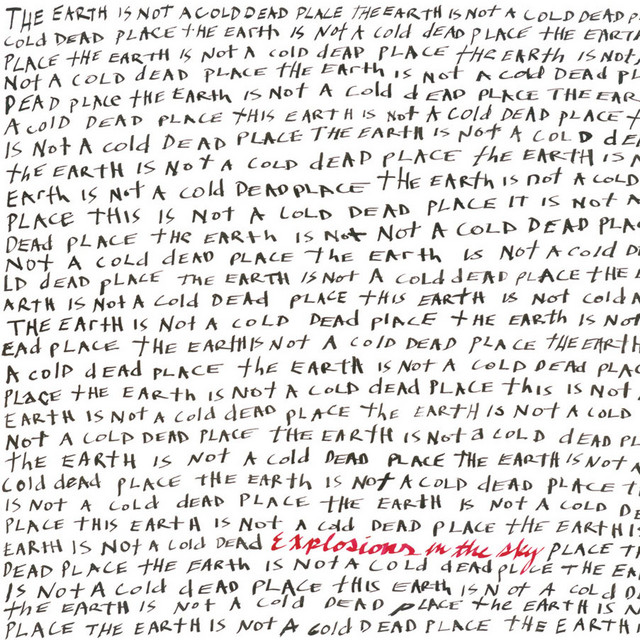 THE EARTH IS NOT A COLD DEAD PLACE THE EARTH IS NOT A COLD DEAD P
COLD DEAD PLACE THE EARTH IS NOT A cold dEAD PLACE THE EARTH
PLACE THE EARTH IS NOT A cold DEAD PLACE THE EARTH IS NOT
NOT A COLD dEAD PLACE THE EArth is NOT A cold DEAd PL
DEAD place THE EARTH IS NOT A Cold dEAD PLACE THE EAR
A COlD DEAD PLACE THIS EARTH IS Not A COld DEAD PLACE T
IS NOT A cold DEAD PLACE THE EARTH IS NOT A COLD dE
the EARTH IS NOT A COLD dEAD PLACE thE EARTH IS N
EArth IS NOT A cold DEAD PLACE THE EARTH IS nOT A COLD
PLACE THIS IS NOT A COLD DEAD PLACE IT IS NOT A
DEAd PLACE tHE EARth IS Not NOT A COLD DEAD PLA
NOT A cold dEAD PLACE the EArth IS NOT A cold D
LD DEAD pLACE THE EARTH IS Not A Cold dEAD PLACE THE
ARTH IS NotA Cold DEAd PLACE tHIS EARTH IS NOT cold A
THE EArtH IS Not A COLD DEAd plACE tHE EARTH IS NOT
EAd PLACE tHE EARtHIS NOT A COlD DEAD PLACE THE EARTH
A cOlD dEAd PLACE the EARTH IS NOT A COLD DEAd PLAC
Place tHE EARth IS NOT A COLD dEAd PLACE this IS NOT
EARTH IS NOT A cold dEAD PLACE the EARTH IS NOT A COLD
NoT A COLD DEAD PLACE THE EARTH IS Not a COLD dEAD PL
the EARTH IS NOT A Cold DEAD PLACE THE EARTH IS NOT A
Cold dead pLACE THE EARTH IS NOT A COLD dEAD PLACE T
IS NOT A COLD dEAD PLACE tHE EARTH IS NOT A COLD DE
PLACE THIS EARTH IS NOT A cold DEAD PLACE tHE EARTH I
EARTH IS NOt A COld DEAD Explosions in the sky PLACE T
DEAD PLACE tHE EARTH IS NOT A COLD dEAd place THE EA
IS NOt A Cold dEAD PLACE tHIS EARTH IS NOT A COLD D
the EARTH IS NOT A COLD DEAD pLACE tHE EARTH IS N
PLACE THE EARTH IS NOT A cold DEAD PLACE THE EARTH